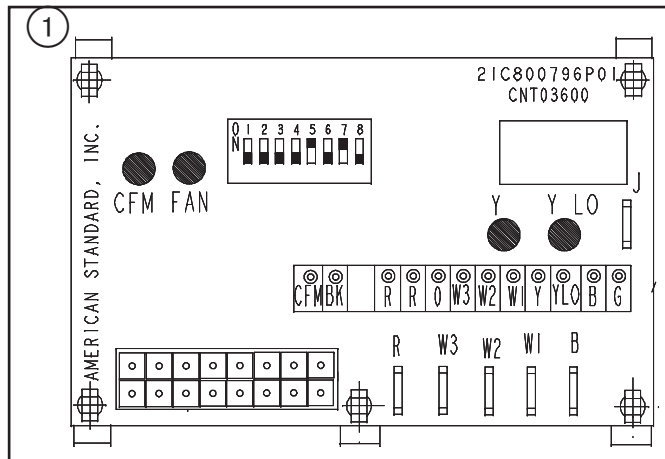 1
21C800796P01
CNT03600
AMERICAN STANDARD, INC.
ON 1 2 3 4 5 6 7 8
CFM FAN
J
Y Y LO
CFM BK R R O W3 W2 W1 Y YLO B G
R W3 W2 W1 B